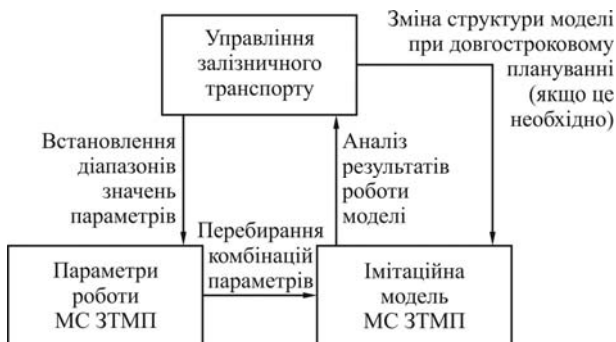 Управління
залізничного
транспорту
Зміна структури моделі
при довгостроковому
плануванні
(якщо це
необхідно)
Встановлення
діапазонів
значень
параметрів
Аналіз
результатів
роботи
моделі
Перебирання
комбінацій
параметрів
Параметри
роботи
МС ЗТМП
Імітаційна
модель
МС ЗТМП